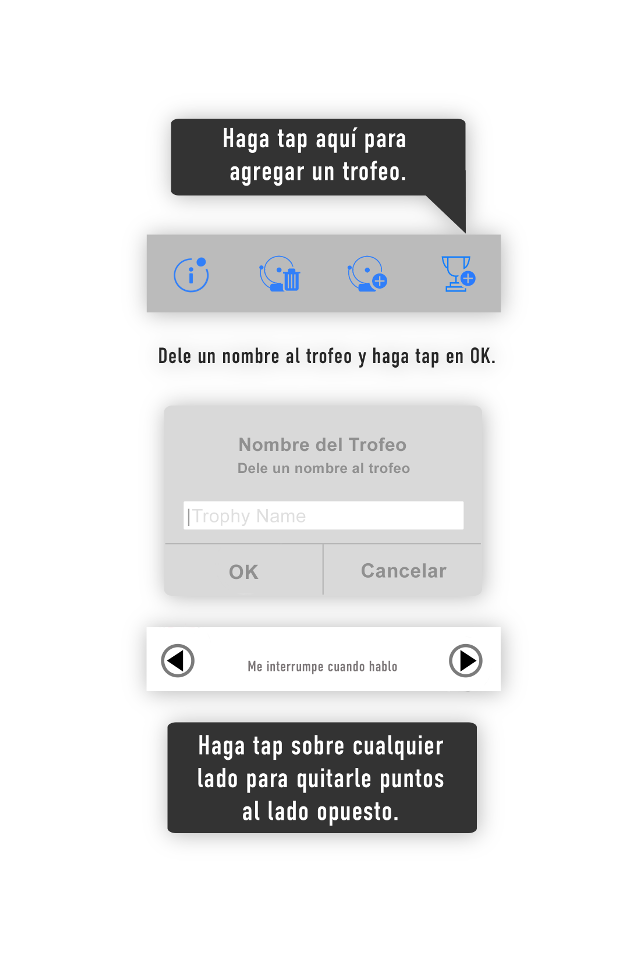 Haga tap aquí para
agregar un trofeo.
Dele un nombre al trofeo y haga tap en OK.
Nombre del Trofeo
Dele un nombre al trofeo
Trophy Name
OK
Cancelar
Me interrumpe cuando hablo
Haga tap sobre cualquier
lado para quitarle puntos
al lado opuesto.